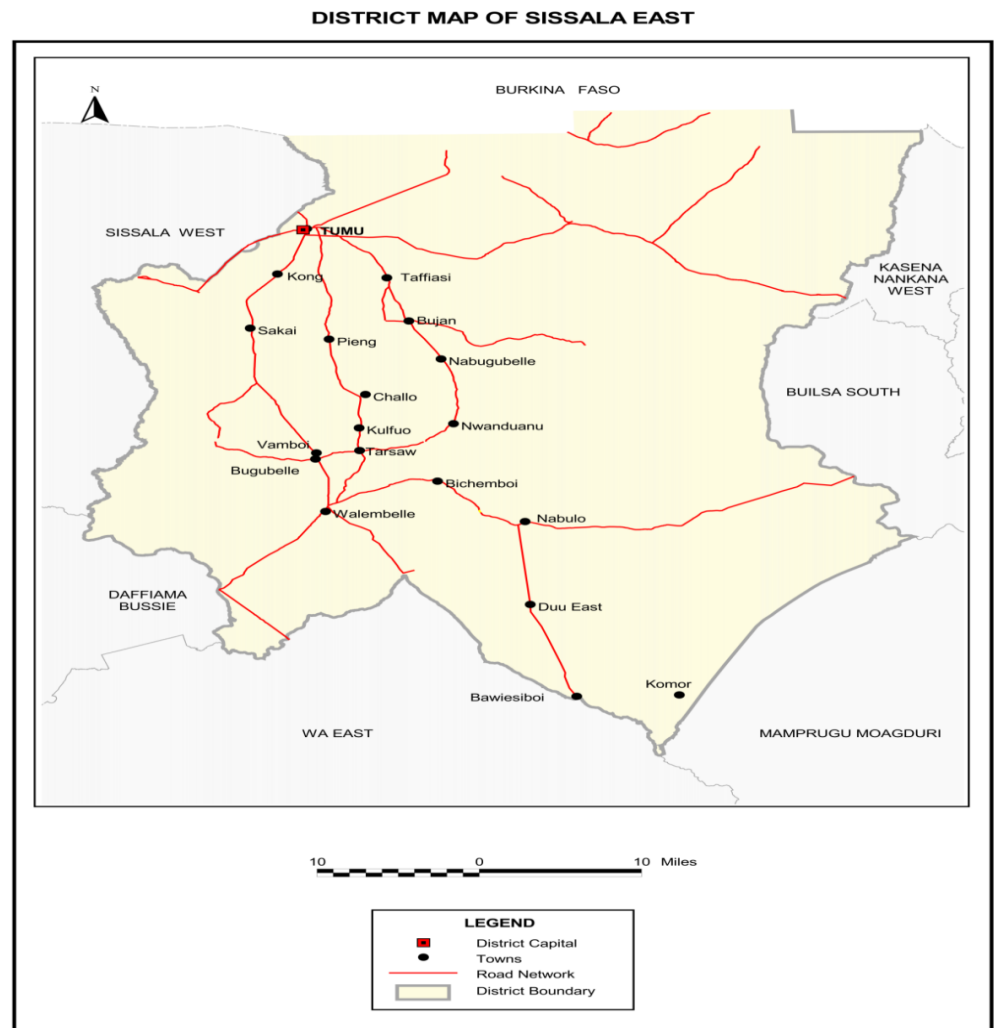 DISTRICT MAP OF SISSALA EAST
BURKINA FASO
N
SISSALA WEST
TUMU
KASENA
NANKANA
WEST
Kong
Taffiasi
Sakai
Bujan
Pieng
Nabugubelle
BUILSA SOUTH
Challo
Kulfuo
Nwanduanu
Vamboi
Tarsaw
Bugubelle
Bichemboi
Walembelle
Nabulo
DAFFIAMA
BUSSIE
Duu East
Komor
Bawiesiboi
WA EAST
MAMPRUGU MOAGDURI
10 0 10 Miles
LEGEND
District Capital
Towns
Road Network
District Boundary